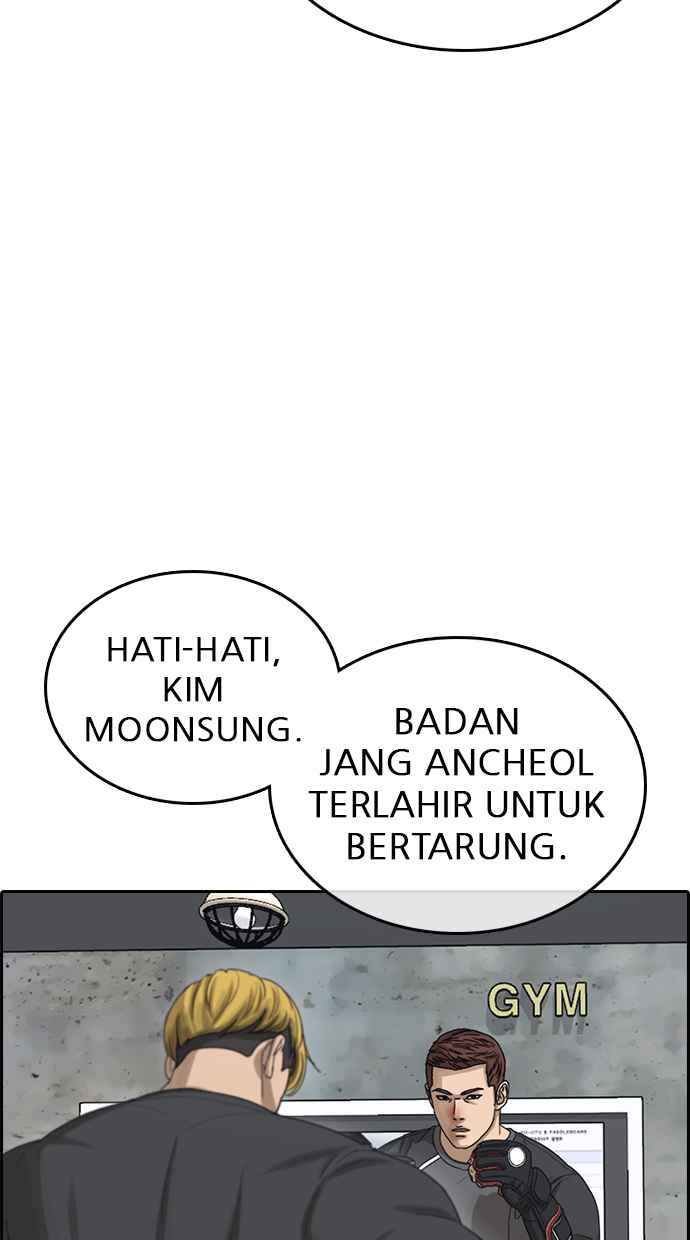 HATI-HATI,
KIM
MOONSUNG.
BADAN
JANG ANCHEOL
TERLAHIR UNTUK
BERTARUNG.
GYM